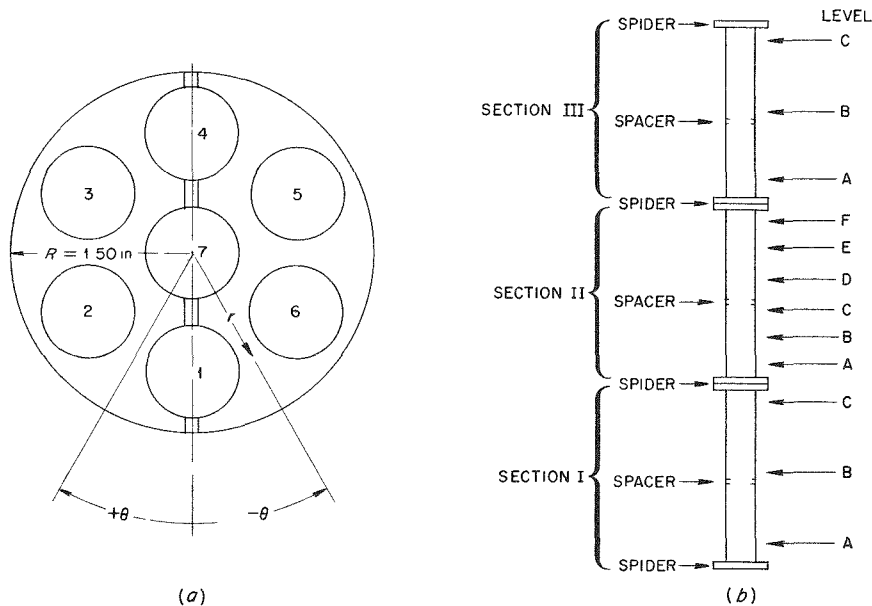 4
3
5
R = 1 50 in
7
2
6
r
1
+θ
-θ
(a)
LEVEL
SPIDER
C
SECTION III
B
SPACER
A
SPIDER
F
E
D
SECTION II
SPACER
C
B
A
SPIDER
C
SECTION I
B
SPACER
A
SPIDER
(b)